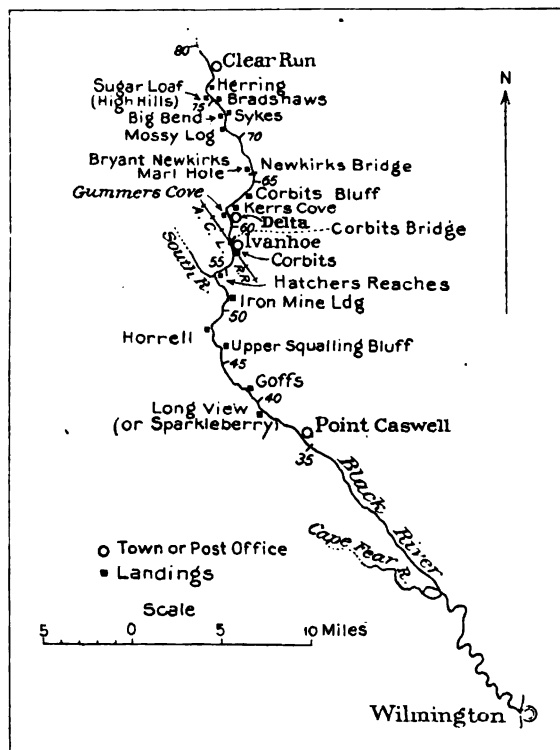 80
Clear Run
Herring
Sugar Loaf
(High Hills)
75
Bradshaws
Big Bend
Sykes
Mossy Log
70
N
Bryant Newkirks
Marl Hole
Newkirks Bridge
65
Corbits Bluff
Gummers Cove
Kerrs Cove
Delta
60
Corbits Bridge
A. C. L.
R.R.
Ivanhoe
Corbits
South R.
55
Hatchers Reaches
Iron Mine Ldg
50
Horrell
Upper Squalling Bluff
45
Goffs
40
Long View
(or Sparkleberry)
Point Caswell
35
Black River
Cape Fear R.
Town or Post Office
Landings
Scale
5 0 5 10 Miles
Wilmington